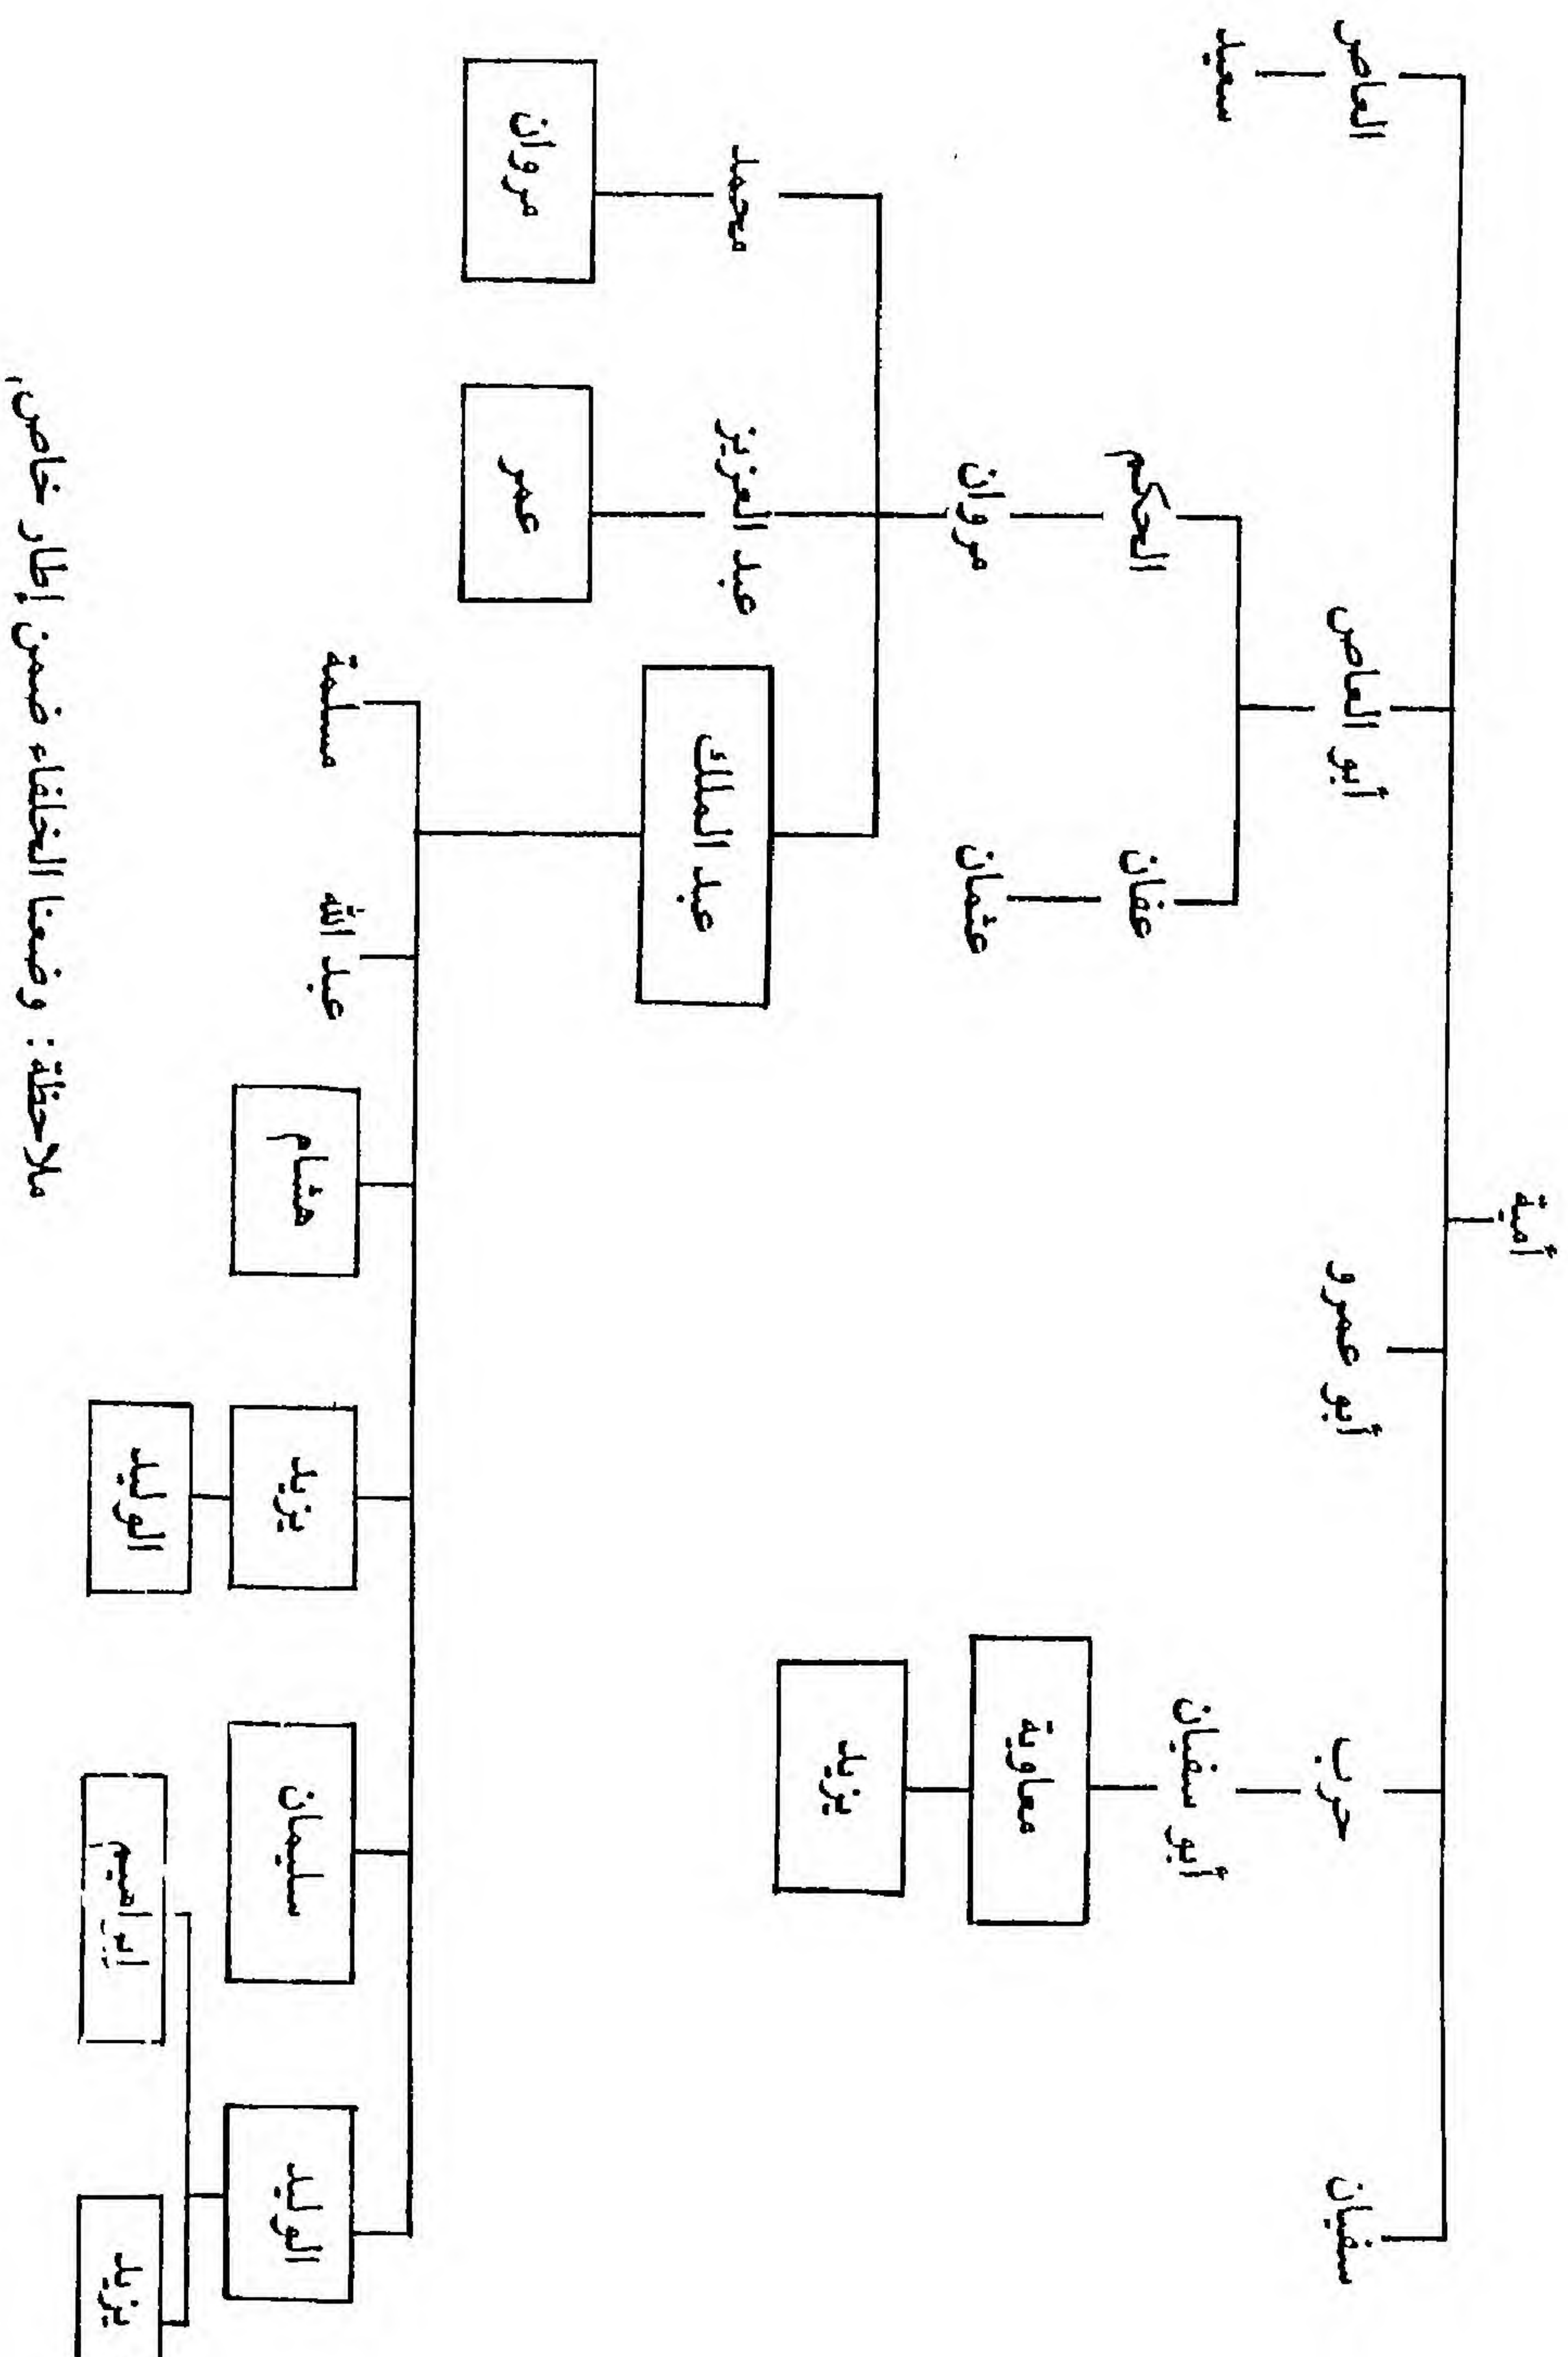 أمية
سفيان
حرب
أبو عمرو
أبو العاص
العاص
أبو سفيان
عفان
الحكم
سعيد
معاوية
عثمان
مروان
يزيد
عبد الملك
عبد العزيز
محمد
عمر
مروان
الوليد
سليمان
يزيد
هشام
عبد الله
مسلمة
يزيد
إبراهيم
الوليد
ملاحظة: وضعنا الخلفاء ضمن إطار خاص،